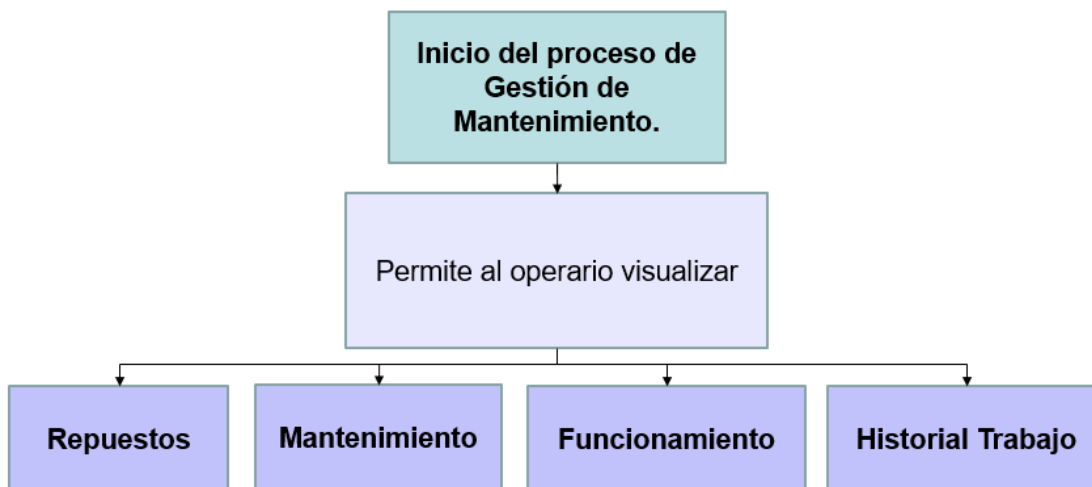 Inicio del proceso de
Gestión de
Mantenimiento.
Permite al operario visualizar
Repuestos
Mantenimiento
Funcionamiento
Historial Trabajo